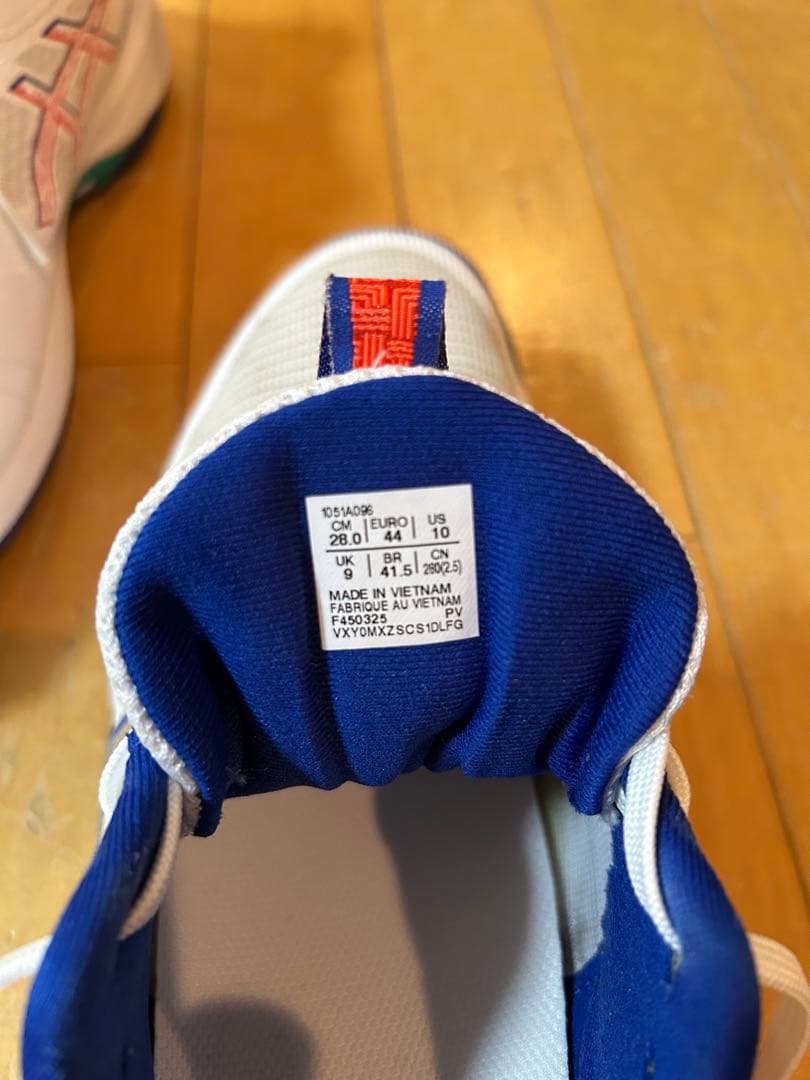 1051A096
CM | EURO | US
28.0 | 44 | 10
UK | BR | CN
9 | 41.5 | 280(2.5)
MADE IN VIETNAM
FABRIQUE AU VIETNAM
F450325 PV
VXY0MXZSCS1DLFG